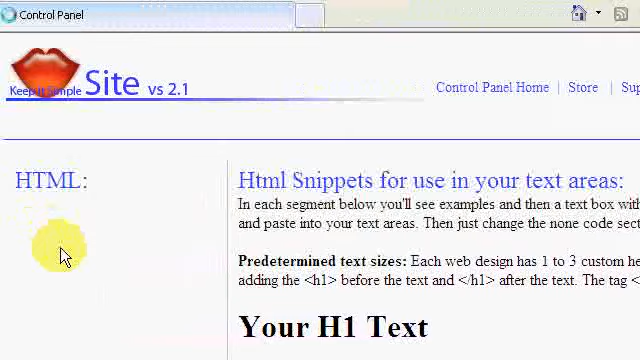 Control Panel
Keep it Simple Site vs 2.1
Control Panel Home | Store | Sup
HTML:
Html Snippets for use in your text areas:
In each segment below you'll see examples and then a text box with
and paste into your text areas. Then just change the none code sect
Predetermined text sizes: Each web design has 1 to 3 custom he
adding the <h1> before the text and </h1> after the text. The tag <
Your H1 Text